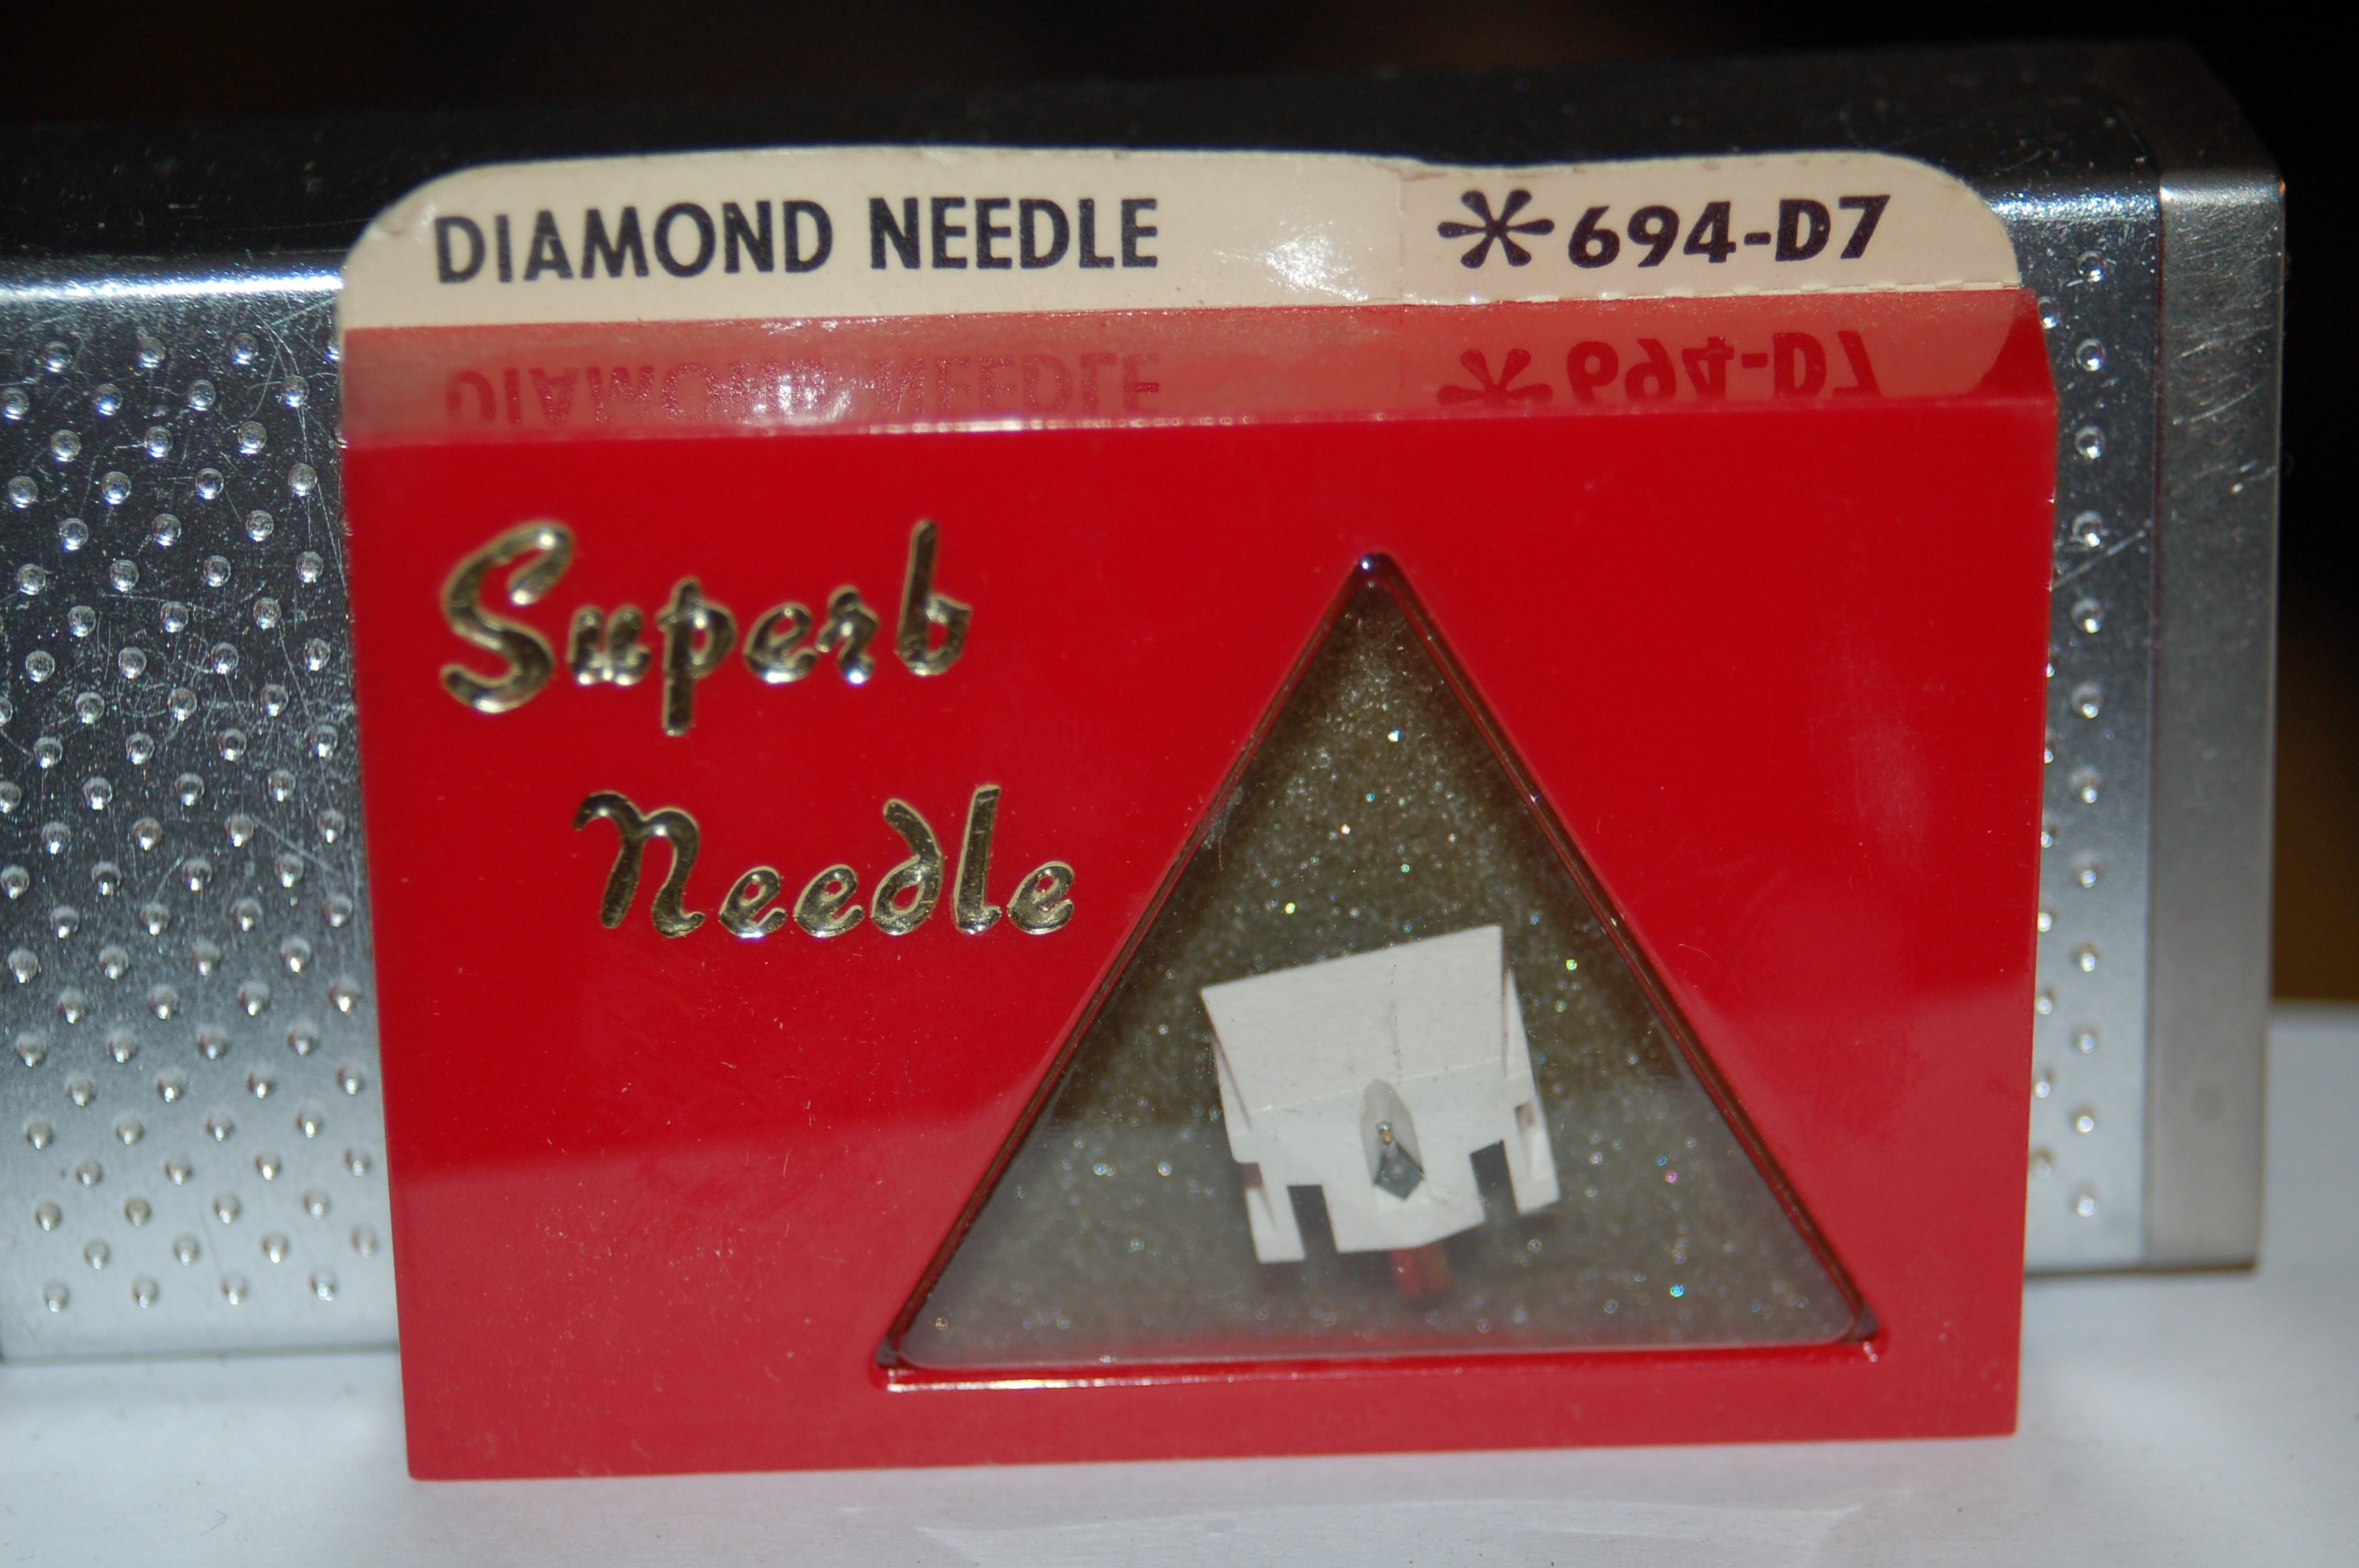 DIAMOND NEEDLE *694-D7
Superb
Needle